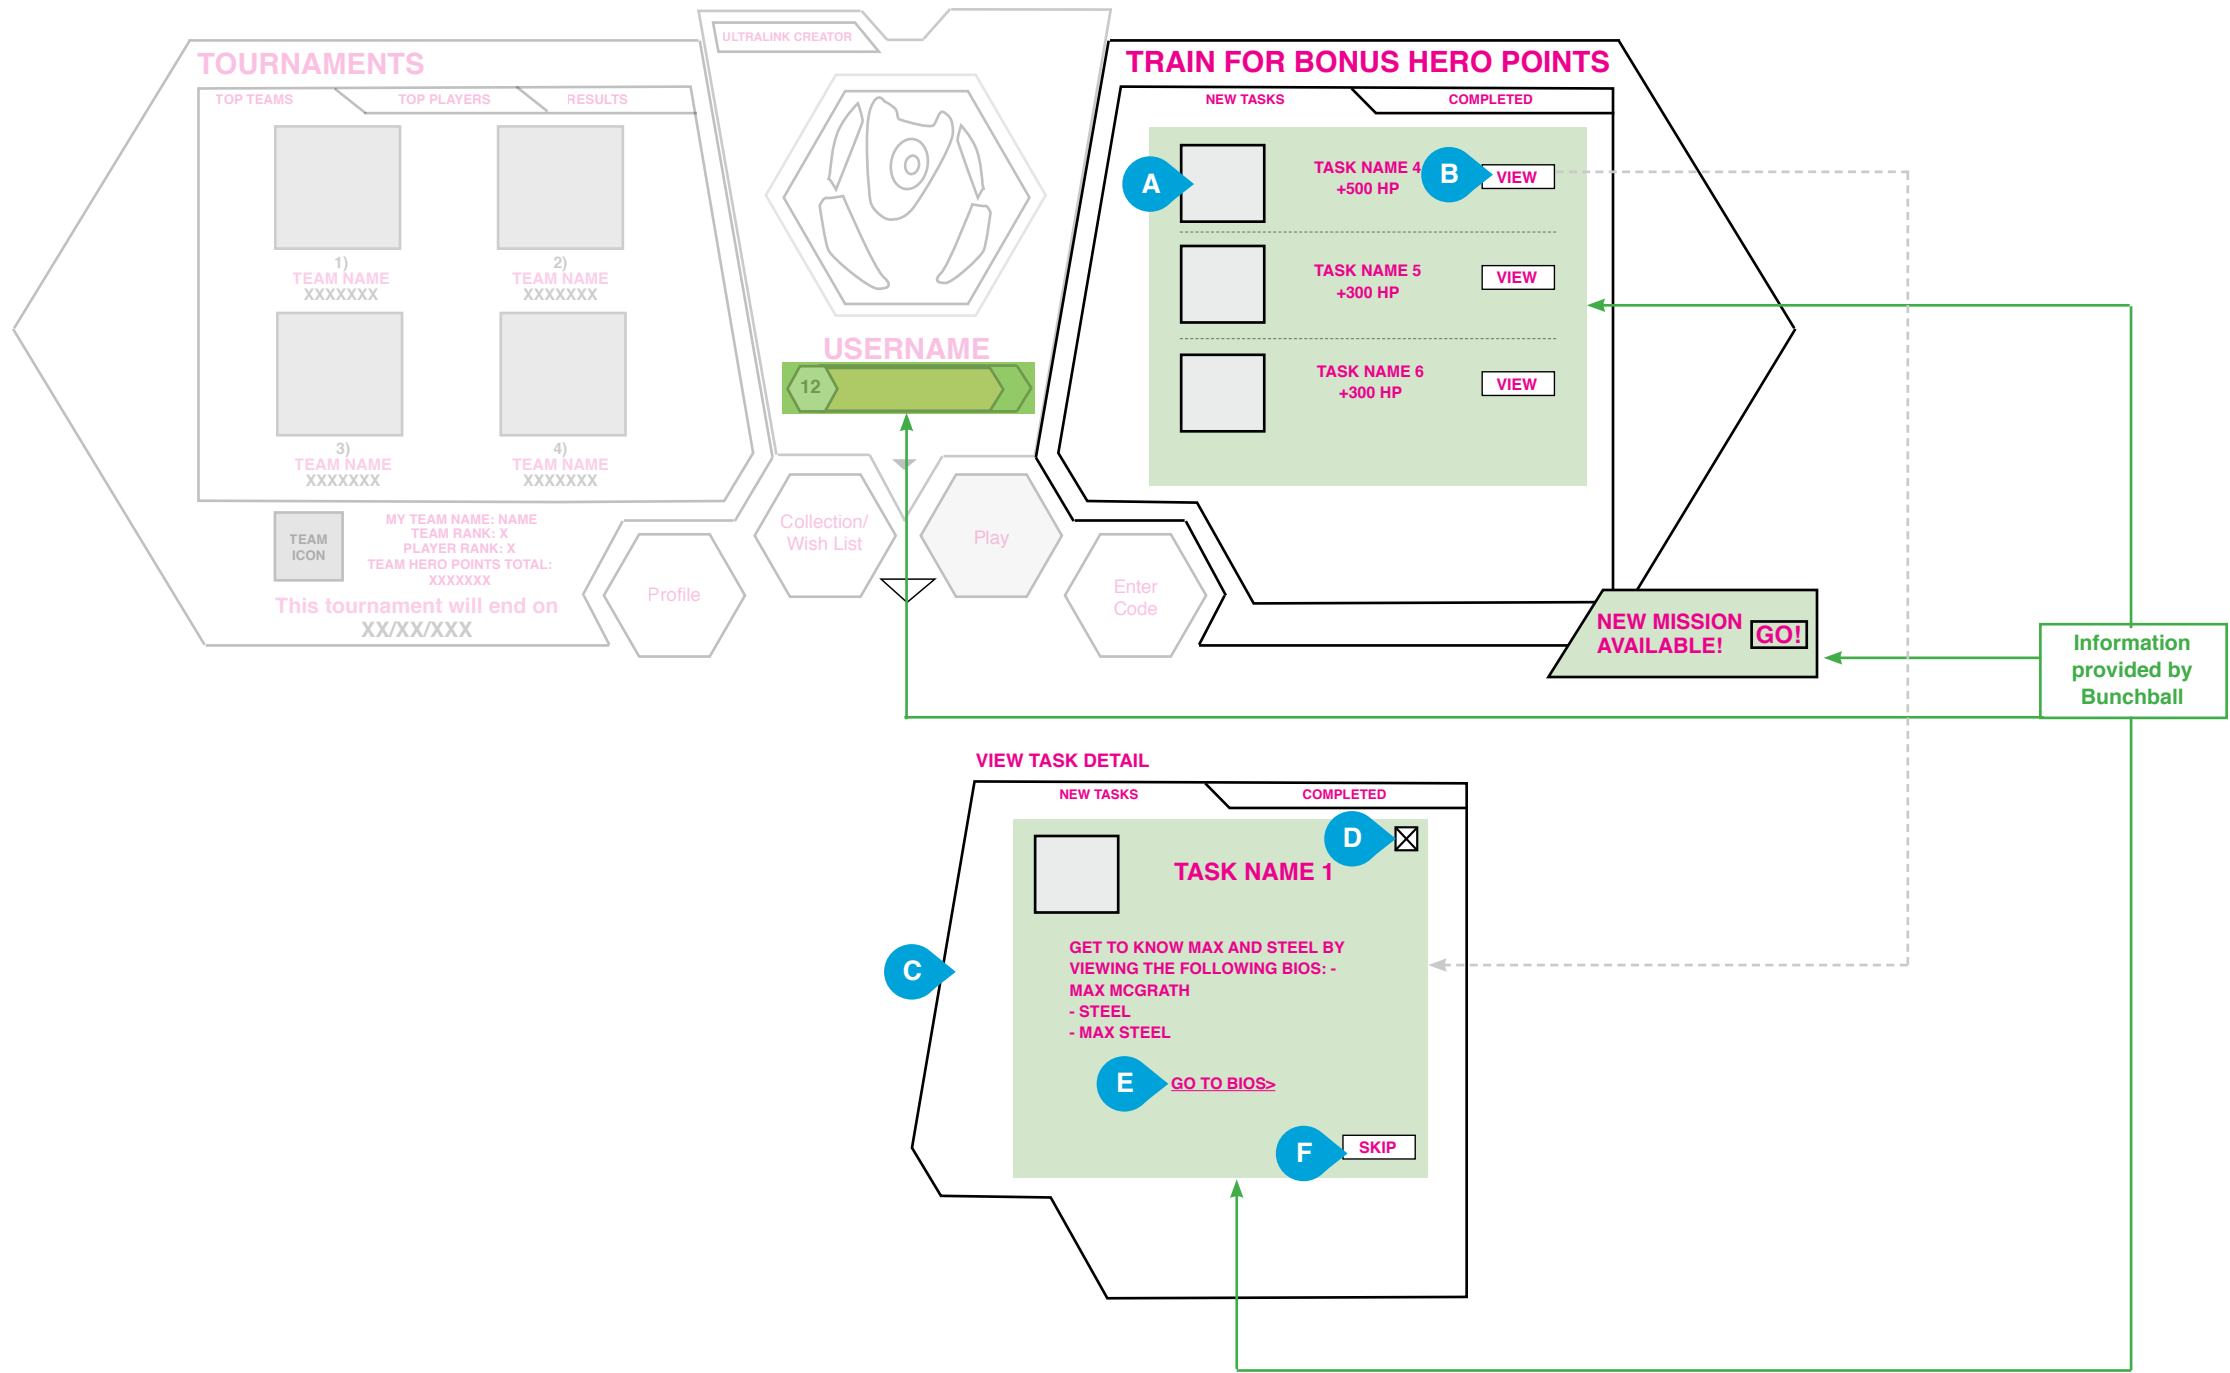 ULTRALINK CREATOR
TOURNAMENTS
TOP TEAMS
TOP PLAYERS
RESULTS
1)
TEAM NAME
XXXXXXX
2)
TEAM NAME
XXXXXXX
3)
TEAM NAME
XXXXXXX
4)
TEAM NAME
XXXXXXX
TEAM
ICON
MY TEAM NAME: NAME
TEAM RANK: X
PLAYER RANK: X
TEAM HERO POINTS TOTAL:
XXXXXXX
This tournament will end on
XX/XX/XXX
USERNAME
12
Profile
Collection/
Wish List
Play
Enter
Code
TRAIN FOR BONUS HERO POINTS
NEW TASKS
COMPLETED
A
TASK NAME 4
+500 HP
B
VIEW
TASK NAME 5
+300 HP
VIEW
TASK NAME 6
+300 HP
VIEW
NEW MISSION
AVAILABLE!
GO!
Information
provided by
Bunchball
VIEW TASK DETAIL
NEW TASKS
COMPLETED
D
TASK NAME 1
C
GET TO KNOW MAX AND STEEL BY
VIEWING THE FOLLOWING BIOS: -
MAX MCGRATH
- STEEL
- MAX STEEL
E
GO TO BIOS>
F
SKIP